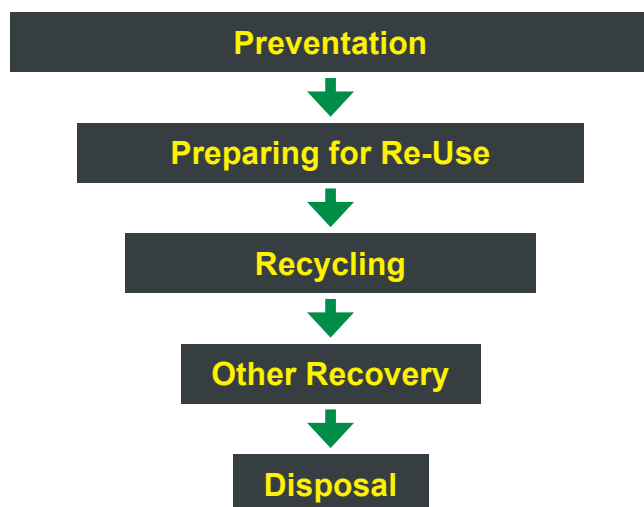 Preventation
Preparing for Re-Use
Recycling
Other Recovery
Disposal